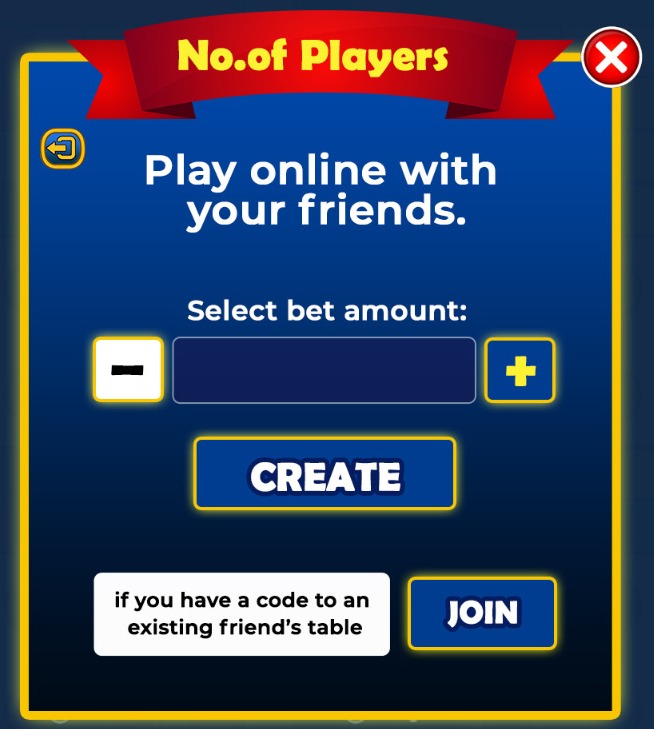 No.of Players
Play online with
your friends.
Select bet amount:
CREATE
if you have a code to an
existing friend's table
JOIN